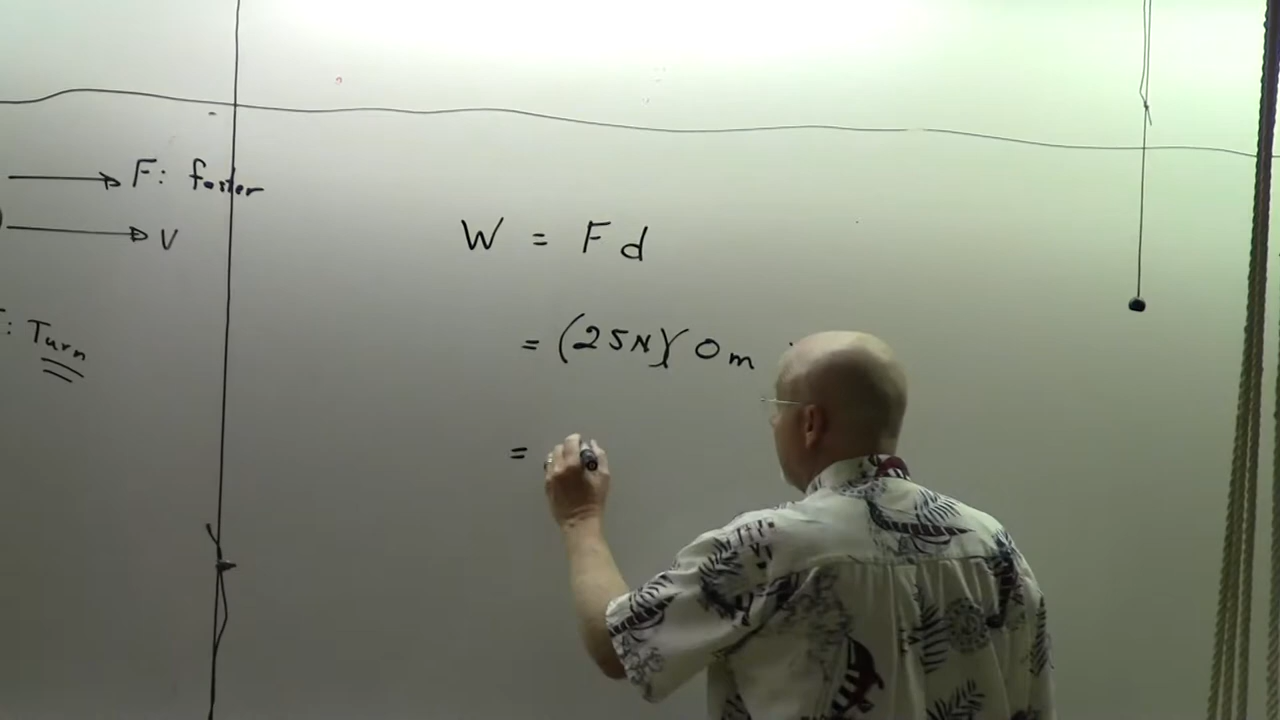 F: faster
V
: Turn
W = Fd
= (25N)(0m
=